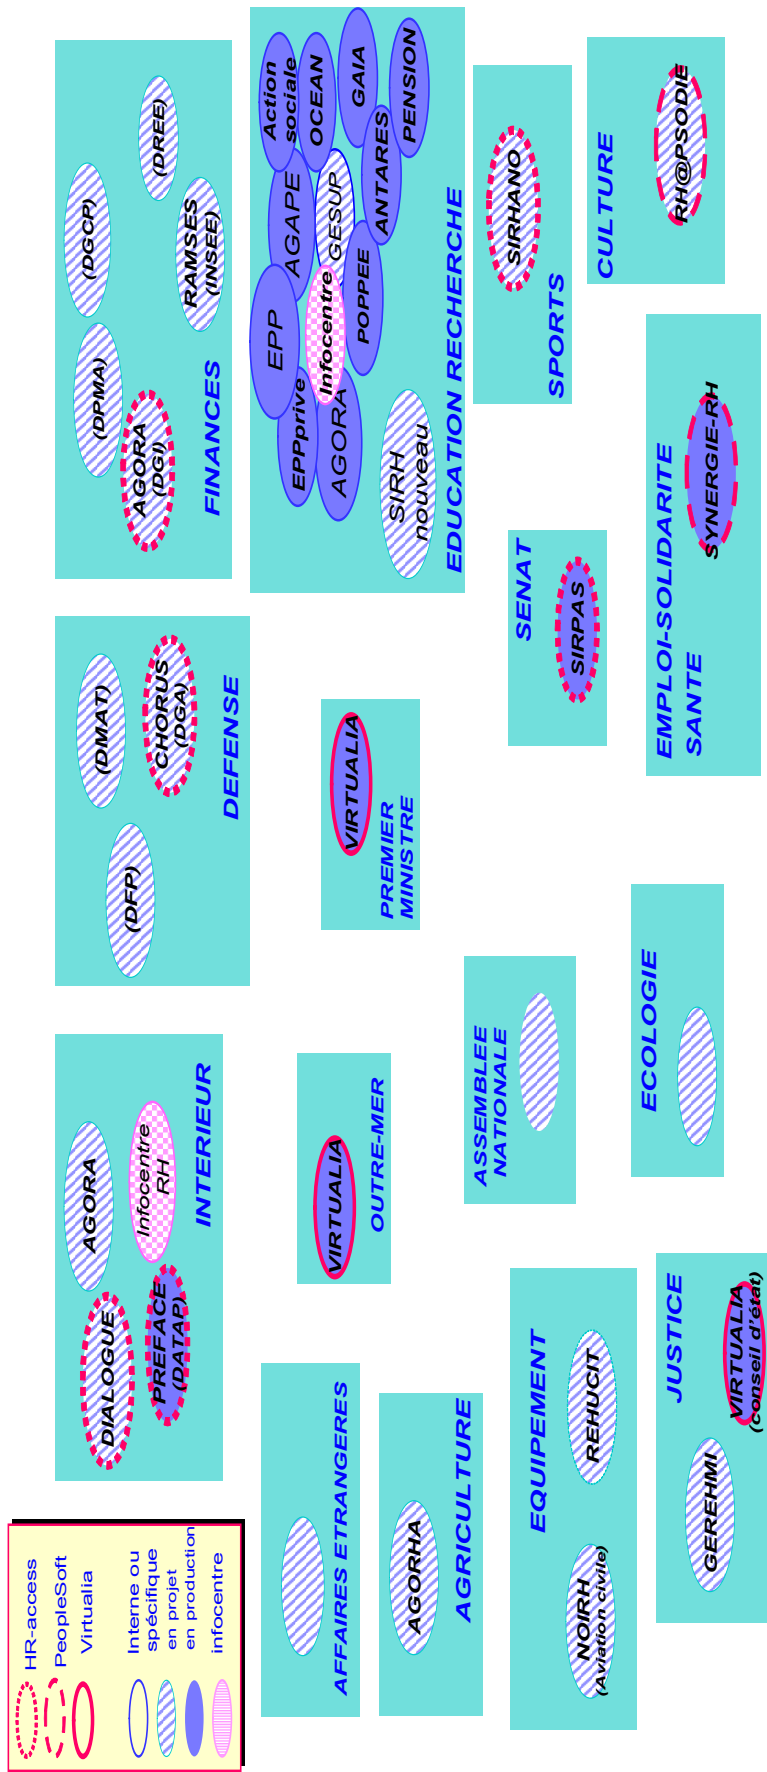 HR-access
PeopleSoft
Virtualia
Interne ou
spécifique
en projet
en production
infocentre
AGORA
DIALOGUE
Infocentre
RH
PREFACE
(DATAP)
INTERIEUR
(DMAT)
(DFP)
CHORUS
(DGA)
DEFENSE
(DGCP)
(DREE)
(DPMA)
RAMSES
(INSEE)
AGORA
(DGI)
FINANCES
AFFAIRES ETRANGERES
VIRTUALIA
OUTRE-MER
VIRTUALIA
PREMIER
MINISTRE
Action
sociale
OCEAN
GAIA
PENSION
AGAPE
GESUP
ANTARES
EPP
Infocentre
POPPEE
EPPprive
AGORA
SIRH
nouveau
EDUCATION RECHERCHE
AGORHA
AGRICULTURE
ASSEMBLEE
NATIONALE
SENAT
SIRPAS
SIRHANO
SPORTS
EQUIPEMENT
REHUCIT
NOIRH
(Aviation civile)
ECOLOGIE
EMPLOI-SOLIDARITE
SANTE
SYNERGIE-RH
CULTURE
RH@PSODIE
JUSTICE
VIRTUALIA
(conseil d'état)
GEREHMI